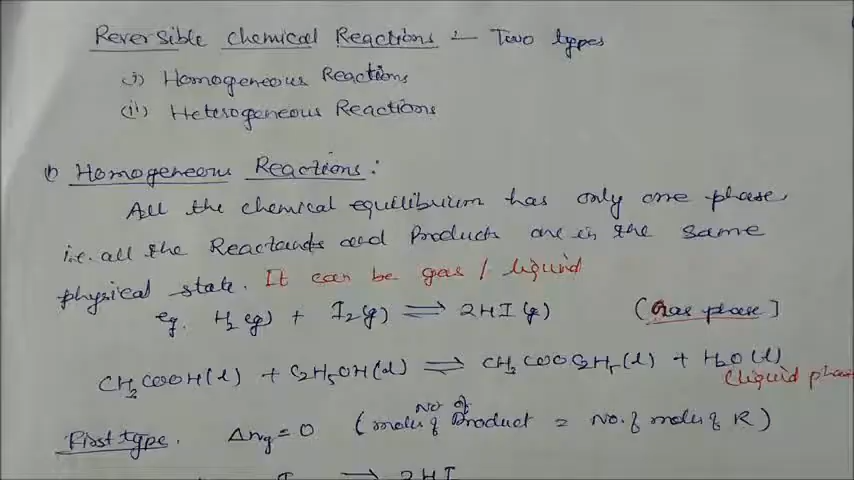 Reversible chemical Reactions :- Two types
(i) Homogeneous Reactions
(ii) Heterogeneous Reactions
1) Homogeneous Reactions :
All the chemical equilibrium has only one phase,
i.e. all the Reactants and Products are in the same
physical state. It can be gas / liquid
eg. H2(g) + I2(g) ⇌ 2HI(g) (Gas phase]
CH3COOH(l) + C2H5OH(l) ⇌ CH3COOC2H5(l) + H2O(l)
(liquid phas
First type. Δng = 0 (No of moles of Product = No. of moles of R)
I ⟶ 2HI